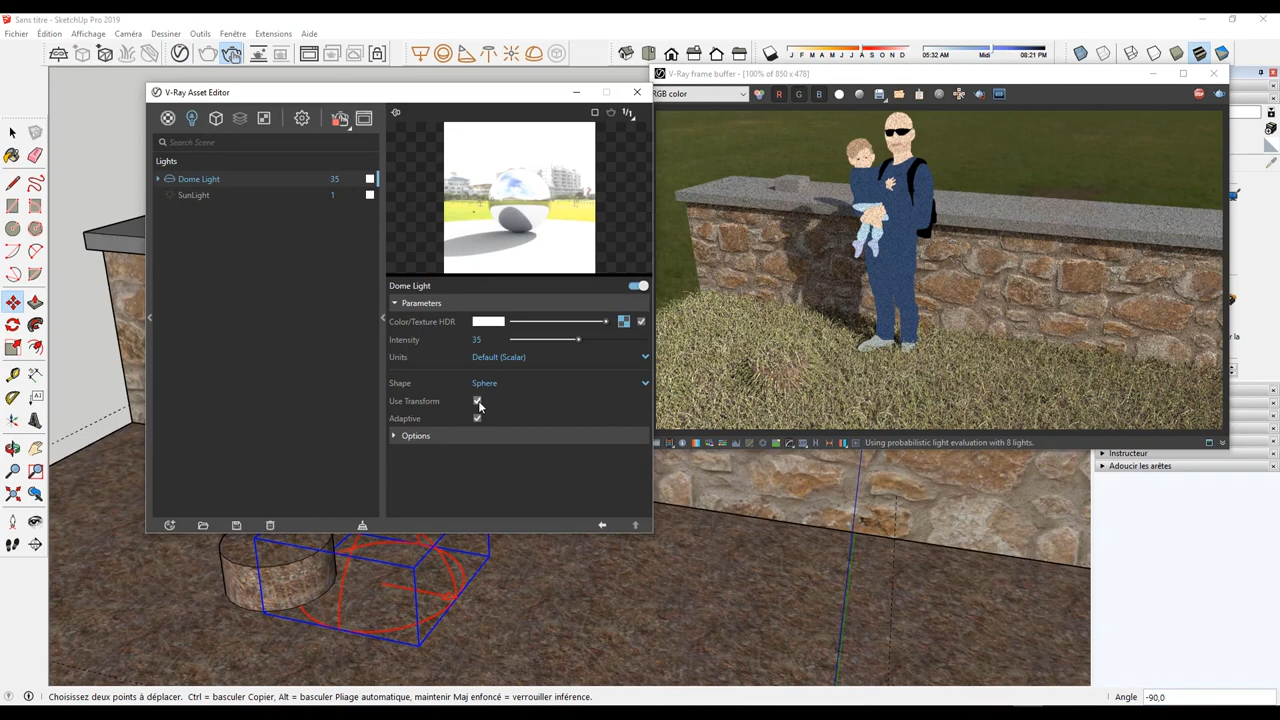 Sans titre - SketchUp Pro 2019
Fichier Édition Affichage Caméra Dessiner Outils Fenêtre Extensions Aide
J F M A M J J A S O N D
05:32 AM Midi 08:21 PM
V-Ray Asset Editor
V-Ray frame buffer - [100% of 850 x 478]
RGB color
R G B
Search Scene
Lights
Dome Light 35
SunLight 1
Dome Light
Parameters
Color/Texture HDR
Intensity 35
Units Default (Scalar)
Shape Sphere
Use Transform
Adaptive
Options
Using probabilistic light evaluation with 8 lights.
Instructeur
Adoucir les arêtes
Choisissez deux points à déplacer. Ctrl = basculer Copier, Alt = basculer Pliage automatique, maintenir Maj enfoncé = verrouiller inférence.
Angle -90,0